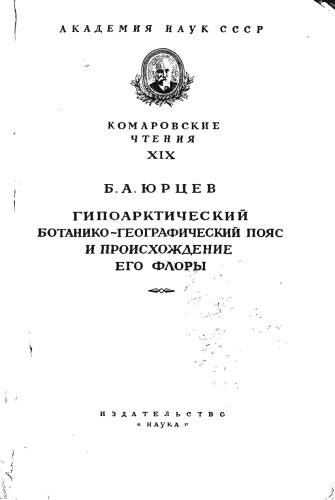 АКАДЕМИЯ НАУК СССР
КОМАРОВСКИЕ
ЧТЕНИЯ
XIX
Б. А. ЮРЦЕВ
ГИПОАРКТИЧЕСКИЙ
БОТАНИКО-ГЕОГРАФИЧЕСКИЙ ПОЯС
И ПРОИСХОЖДЕНИЕ
ЕГО ФЛОРЫ
ИЗДАТЕЛЬСТВО
«НАУКА»